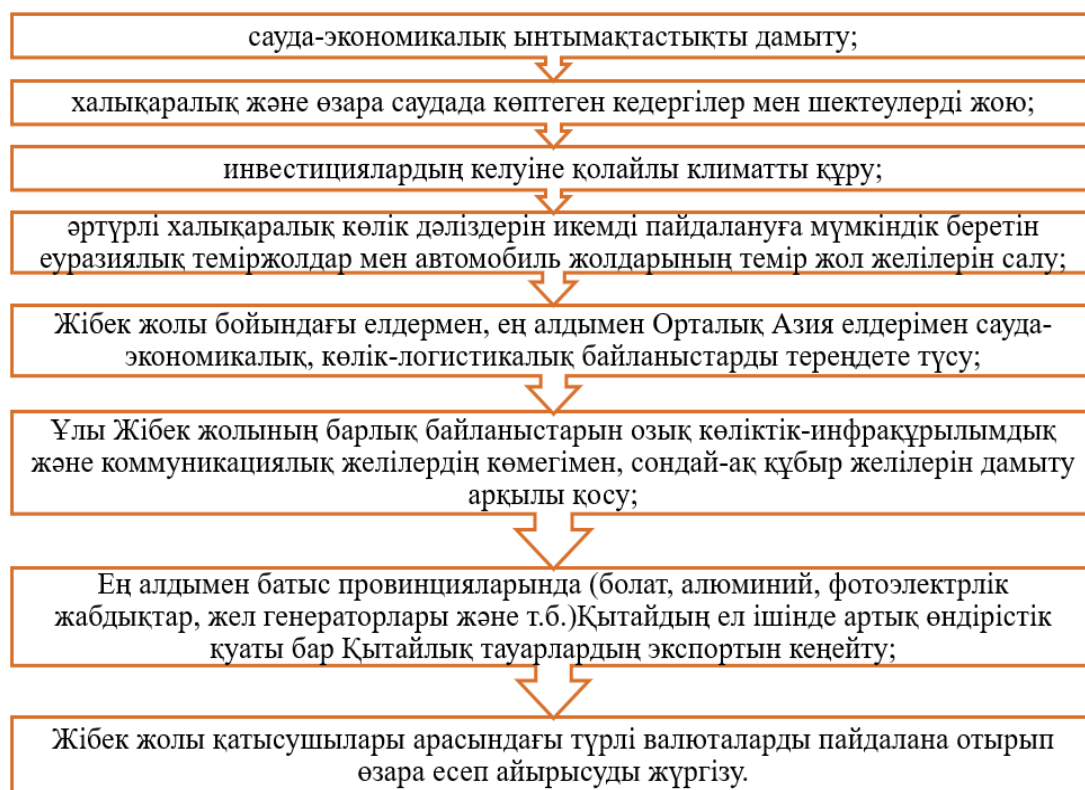 сауда-экономикалық ынтымақтастықты дамыту;
халықаралық және өзара саудада көптеген кедергілер мен шектеулерді жою;
инвестициялардың келуіне қолайлы климатты құру;
әртүрлі халықаралық көлік дәліздерін икемді пайдалануға мүмкіндік беретін
еуразиялық теміржолдар мен автомобиль жолдарының темір жол желілерін салу;
Жібек жолы бойындағы елдермен, ең алдымен Орталық Азия елдерімен сауда-
экономикалық, көлік-логистикалық байланыстарды тереңдете түсу;
Ұлы Жібек жолының барлық байланыстарын озық көліктік-инфрақұрылымдық
және коммуникациялық желілердің көмегімен, сондай-ақ құбыр желілерін дамыту
арқылы қосу;
Ең алдымен батыс провинцияларында (болат, алюминий, фотоэлектрлік
жабдықтар, жел генераторлары және т.б.)Қытайдың ел ішінде артық өндірістік
қуаты бар Қытайлық тауарлардың экспортын кеңейту;
Жібек жолы қатысушылары арасындағы түрлі валюталарды пайдалана отырып
өзара есеп айырысуды жүргізу.